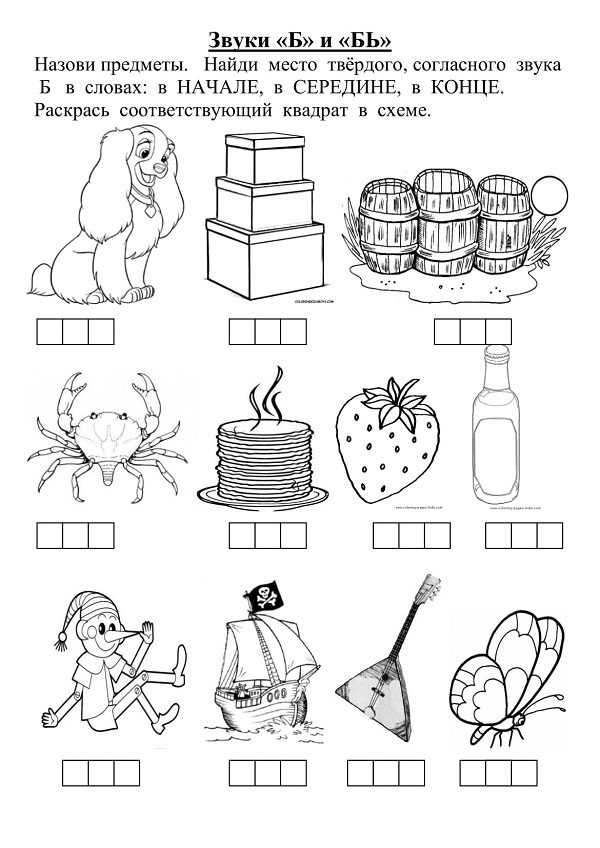 Звуки «Б» и «БЬ»
Назови предметы. Найди место твёрдого, согласного звука
Б в словах: в НАЧАЛЕ, в СЕРЕДИНЕ, в КОНЦЕ.
Раскрась соответствующий квадрат в схеме.